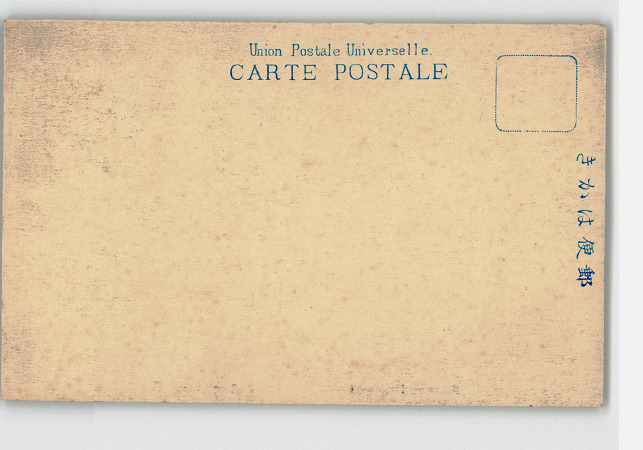 Union Postale Universelle.
CARTE POSTALE
きかは便郵